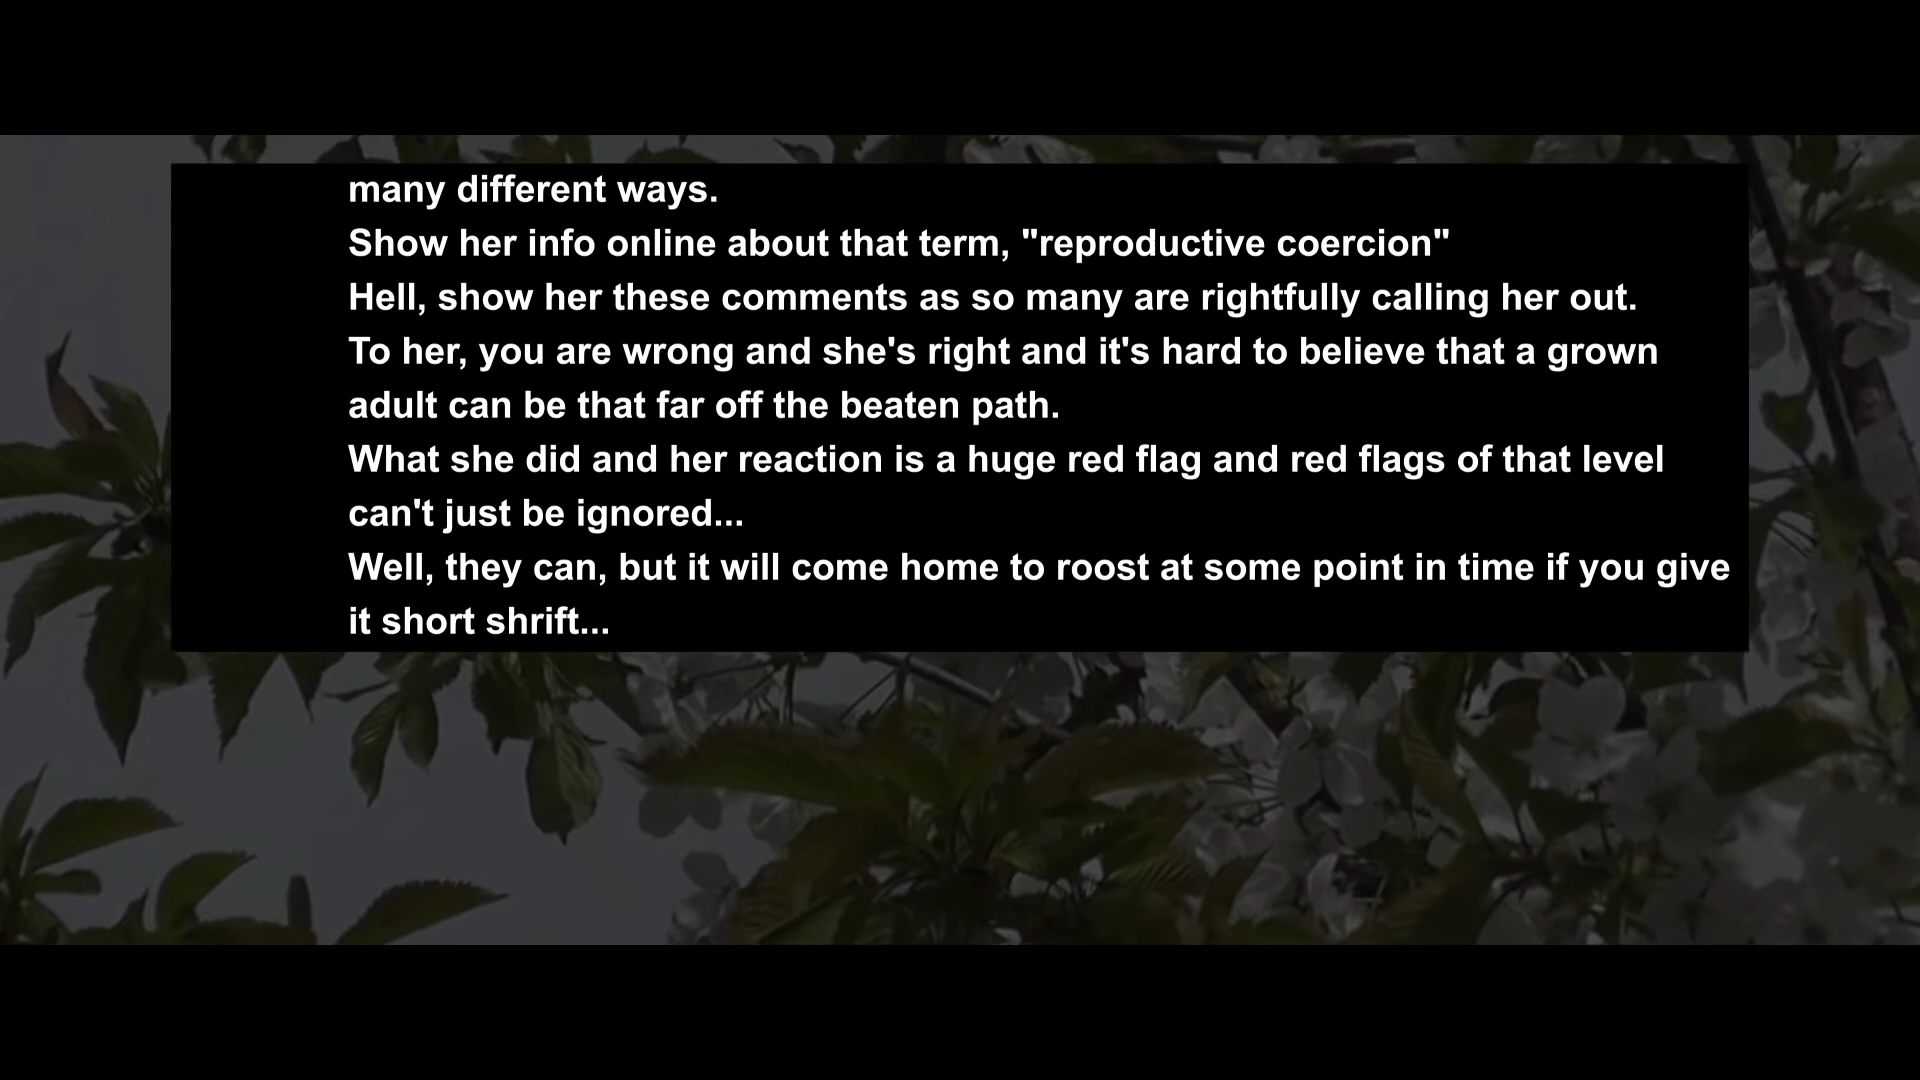 many different ways.
Show her info online about that term, "reproductive coercion"
Hell, show her these comments as so many are rightfully calling her out.
To her, you are wrong and she's right and it's hard to believe that a grown
adult can be that far off the beaten path.
What she did and her reaction is a huge red flag and red flags of that level
can't just be ignored...
Well, they can, but it will come home to roost at some point in time if you give
it short shrift...